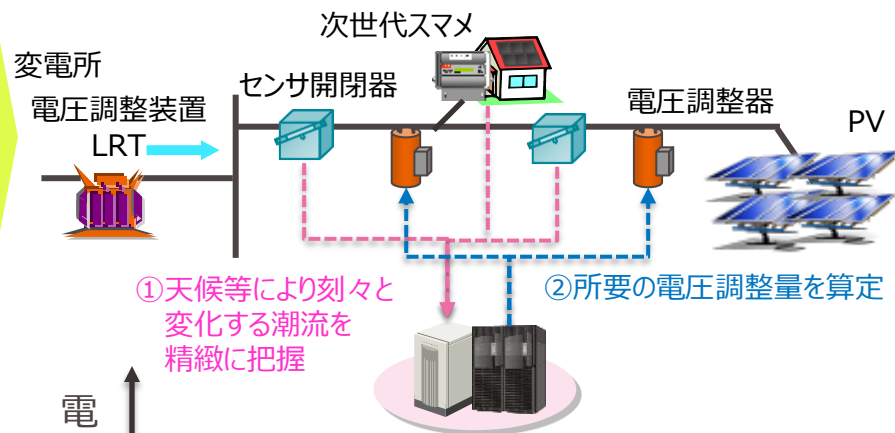 次世代スマメ
変電所
センサ開閉器
電圧調整装置
LRT
電圧調整器
PV
①天候等により刻々と
変化する潮流を
精緻に把握
②所要の電圧調整量を算定
電